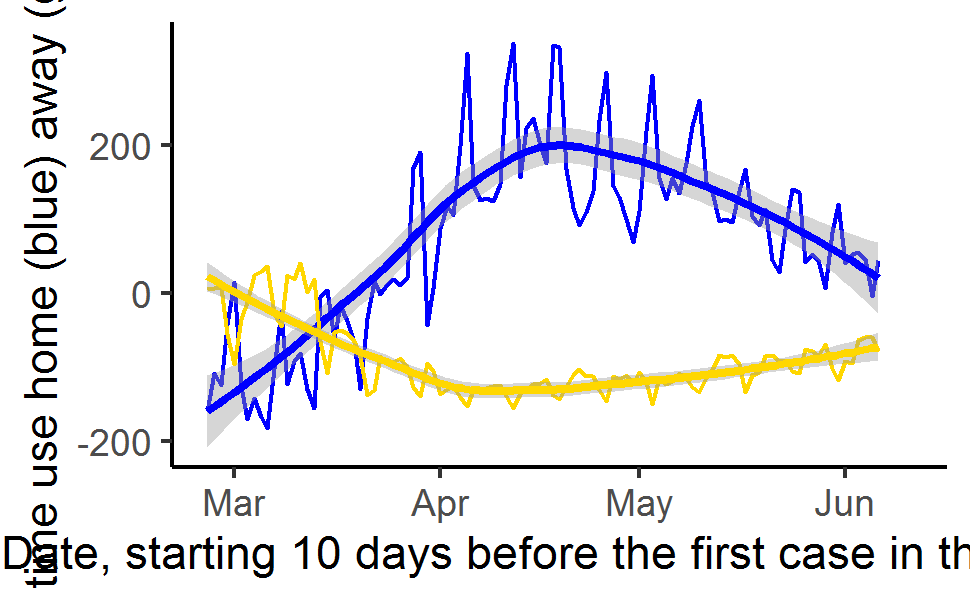 time use home (blue) away (
200
0
-200
Mar Apr May Jun
Date, starting 10 days before the first case in th